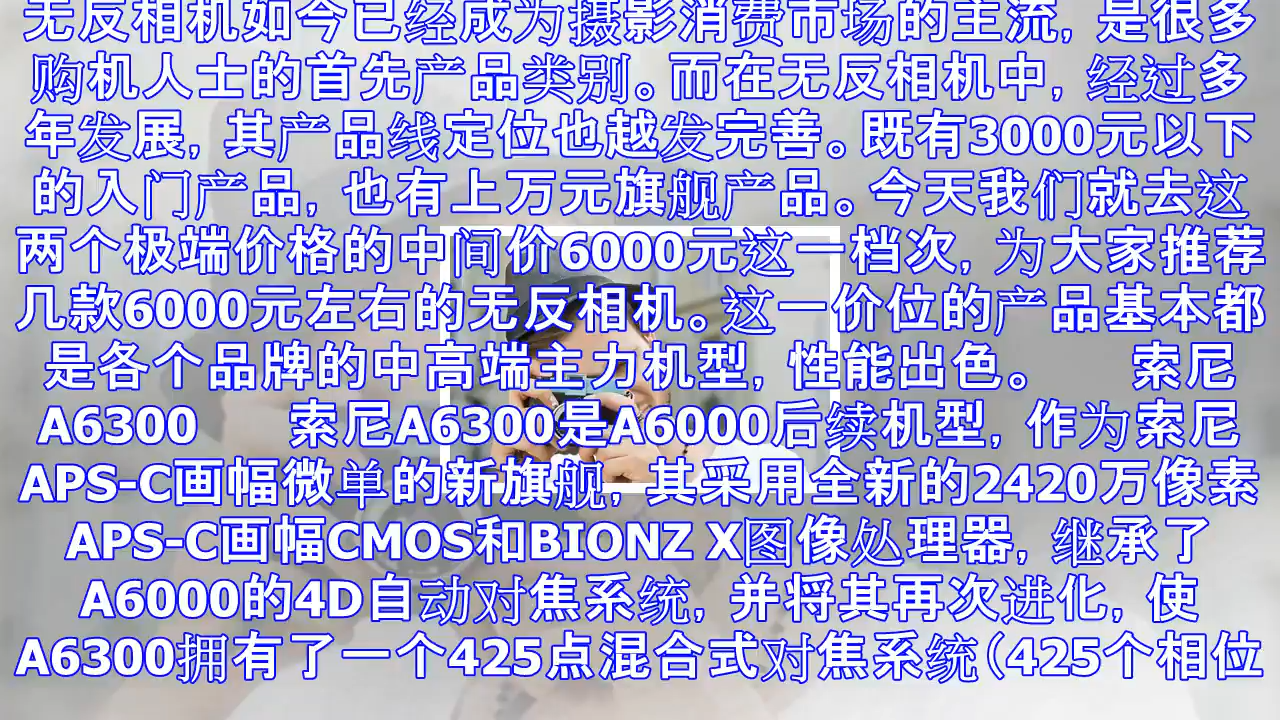 无反相机如今已经成为摄影消费市场的主流，是很多
购机人士的首先产品类别。而在无反相机中，经过多
年发展，其产品线定位也越发完善。既有3000元以下
的入门产品，也有上万元旗舰产品。今天我们就去这
两个极端价格的中间价6000元这一档次，为大家推荐
几款6000元左右的无反相机。这一价位的产品基本都
是各个品牌的中高端主力机型，性能出色。　　索尼
A6300　　索尼A6300是A6000后续机型，作为索尼
APS-C画幅微单的新旗舰，其采用全新的2420万像素
APS-C画幅CMOS和BIONZ X图像处理器，继承了
A6000的4D自动对焦系统，并将其再次进化，使
A6300拥有了一个425点混合式对焦系统（425个相位